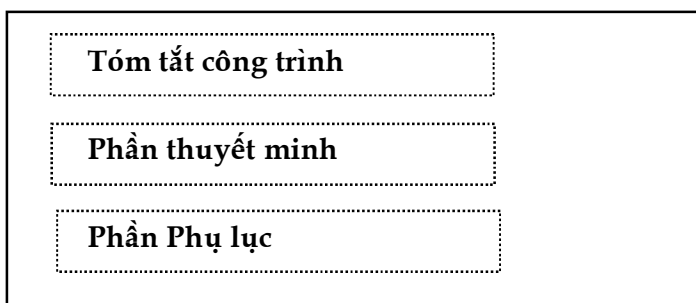 Tóm tắt công trình
Phần thuyết minh
Phần Phụ lục